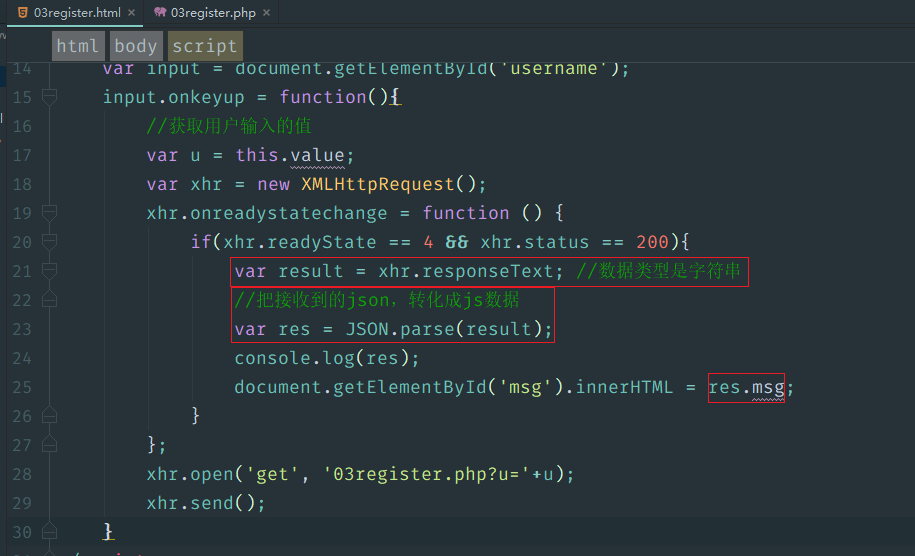 03register.html × 03register.php ×
html body script
14 var input = document.getElementById('username');
15 input.onkeyup = function(){
16 //获取用户输入的值
17 var u = this.value;
18 var xhr = new XMLHttpRequest();
19 xhr.onreadystatechange = function () {
20 if(xhr.readyState == 4 && xhr.status == 200){
21 var result = xhr.responseText; //数据类型是字符串
22 //把接收到的json，转化成js数据
23 var res = JSON.parse(result);
24 console.log(res);
25 document.getElementById('msg').innerHTML = res.msg;
26 }
27 };
28 xhr.open('get', '03register.php?u='+u);
29 xhr.send();
30 }